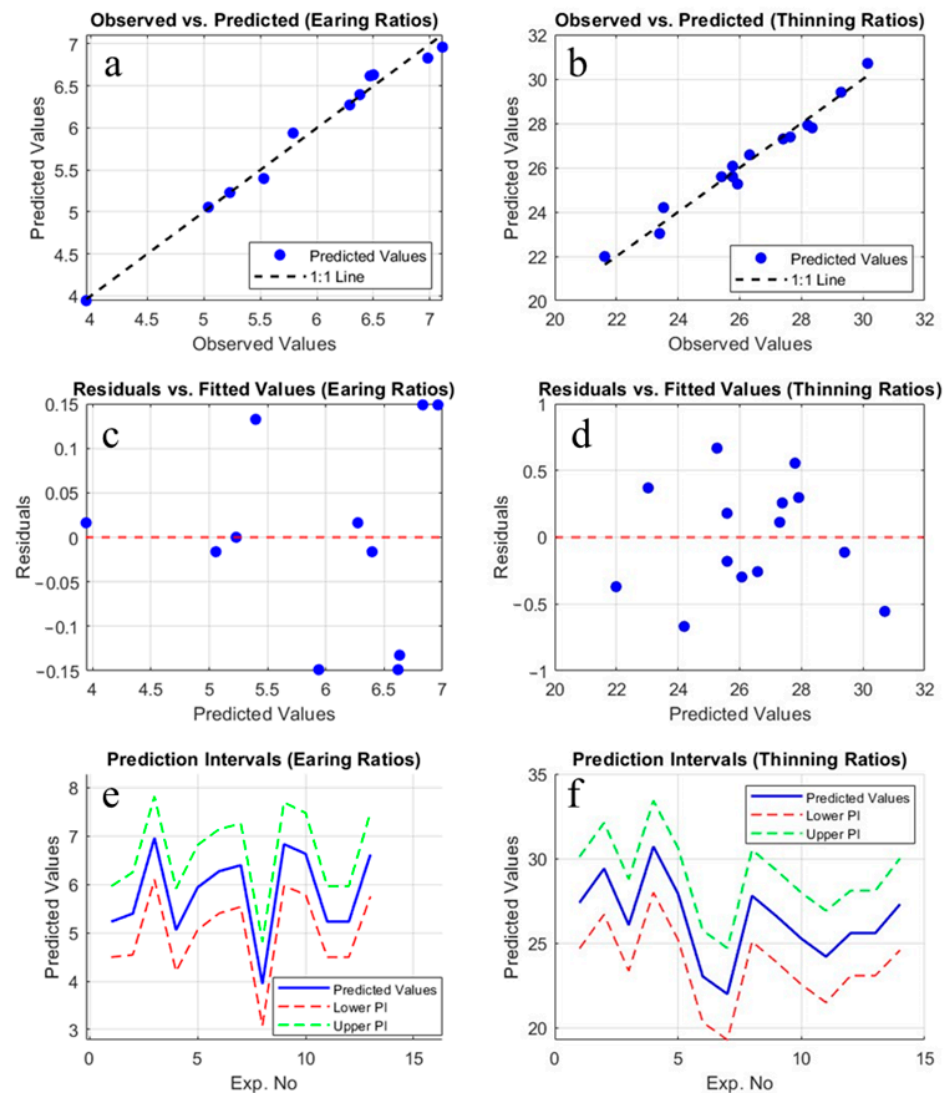 Observed vs. Predicted (Earing Ratios)
a
7
6.5
6
5.5
5
4.5
4
Predicted Values
Predicted Values
1:1 Line
4
4.5
5
5.5
6
6.5
7
Observed Values
Observed vs. Predicted (Thinning Ratios)
b
32
30
28
26
24
22
20
Predicted Values
Predicted Values
1:1 Line
20
22
24
26
28
30
32
Observed Values
Residuals vs. Fitted Values (Earing Ratios)
c
0.15
0.1
0.05
0
−0.05
−0.1
−0.15
Residuals
4
4.5
5
5.5
6
6.5
7
Predicted Values
Residuals vs. Fitted Values (Thinning Ratios)
d
1
0.5
0
−0.5
−1
Residuals
20
22
24
26
28
30
32
Predicted Values
Prediction Intervals (Earing Ratios)
e
8
7
6
5
4
3
Predicted Values
Predicted Values
Lower PI
Upper PI
0
5
10
15
Exp. No
Prediction Intervals (Thinning Ratios)
f
35
30
25
20
Predicted Values
Predicted Values
Lower PI
Upper PI
0
5
10
15
Exp. No